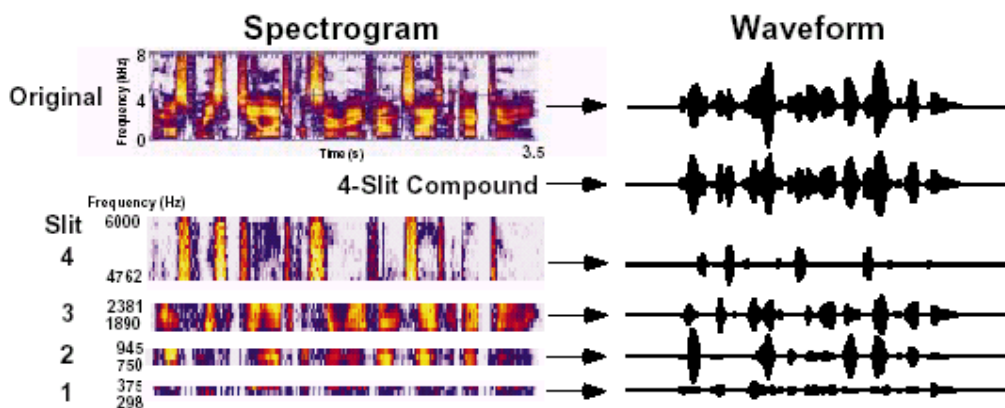 Spectrogram
Waveform
Original
Frequency (kHz)
8
4
0
Time (s)
3.5
4-Slit Compound
Frequency (Hz)
Slit
4
6000
4762
3
2381
1890
2
945
750
1
375
298